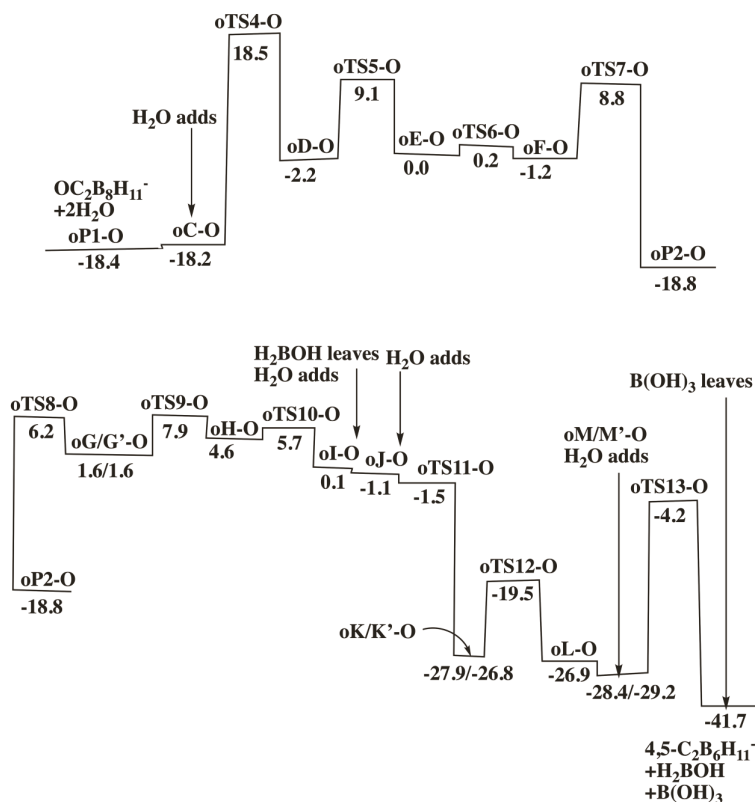 oTS4-O
18.5
oTS5-O
9.1
oTS7-O
8.8
H₂O adds
oD-O
-2.2
oE-O
0.0
oTS6-O
0.2
oF-O
-1.2
OC₂B₈H₁₁⁻
+2H₂O
oP1-O
-18.4
oC-O
-18.2
oP2-O
-18.8
H₂BOH leaves
H₂O adds
H₂O adds
B(OH)₃ leaves
oTS8-O
6.2
oG/G'-O
1.6/1.6
oTS9-O
7.9
oH-O
4.6
oTS10-O
5.7
oI-O
0.1
oJ-O
-1.1
oTS11-O
-1.5
oM/M'-O
H₂O adds
oTS13-O
-4.2
oP2-O
-18.8
oTS12-O
-19.5
oK/K'-O
-27.9/-26.8
oL-O
-26.9
-28.4/-29.2
-41.7
4,5-C₂B₆H₁₁⁻
+H₂BOH
+B(OH)₃